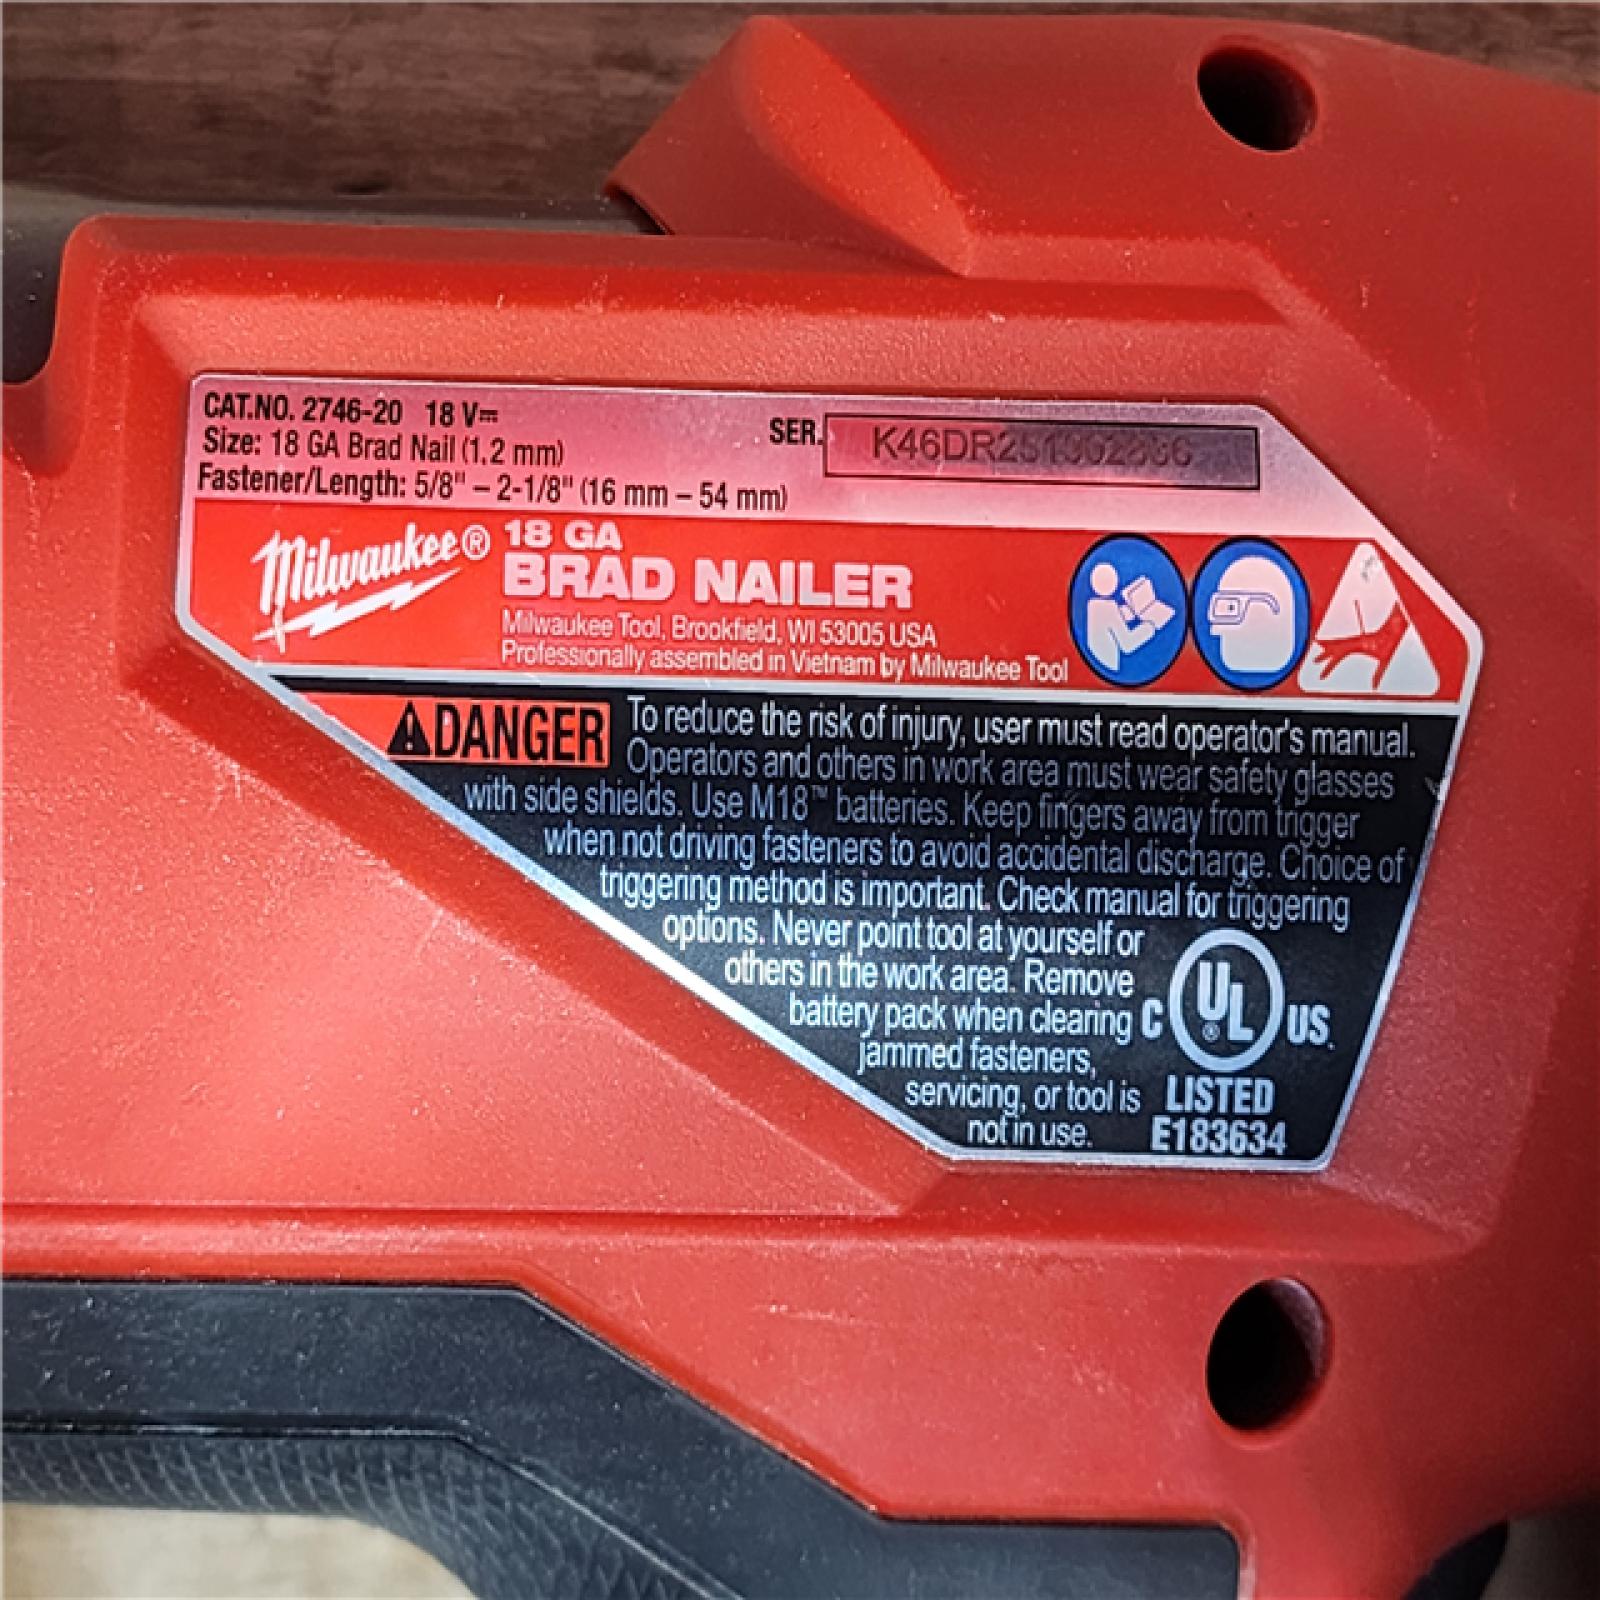 CAT.NO. 2746-20 18 V⎓
Size: 18 GA Brad Nail (1.2 mm)
Fastener/Length: 5/8" – 2-1/8" (16 mm – 54 mm)
SER.
Milwaukee®
18 GA
BRAD NAILER
Milwaukee Tool, Brookfield, WI 53005 USA
Professionally assembled in Vietnam by Milwaukee Tool
DANGER
To reduce the risk of injury, user must read operator's manual.
Operators and others in work area must wear safety glasses
with side shields. Use M18™ batteries. Keep fingers away from trigger
when not driving fasteners to avoid accidental discharge. Choice of
triggering method is important. Check manual for triggering
options. Never point tool at yourself or
others in the work area. Remove
battery pack when clearing
jammed fasteners,
servicing, or tool is
not in use.
C UL® US
LISTED
E183634